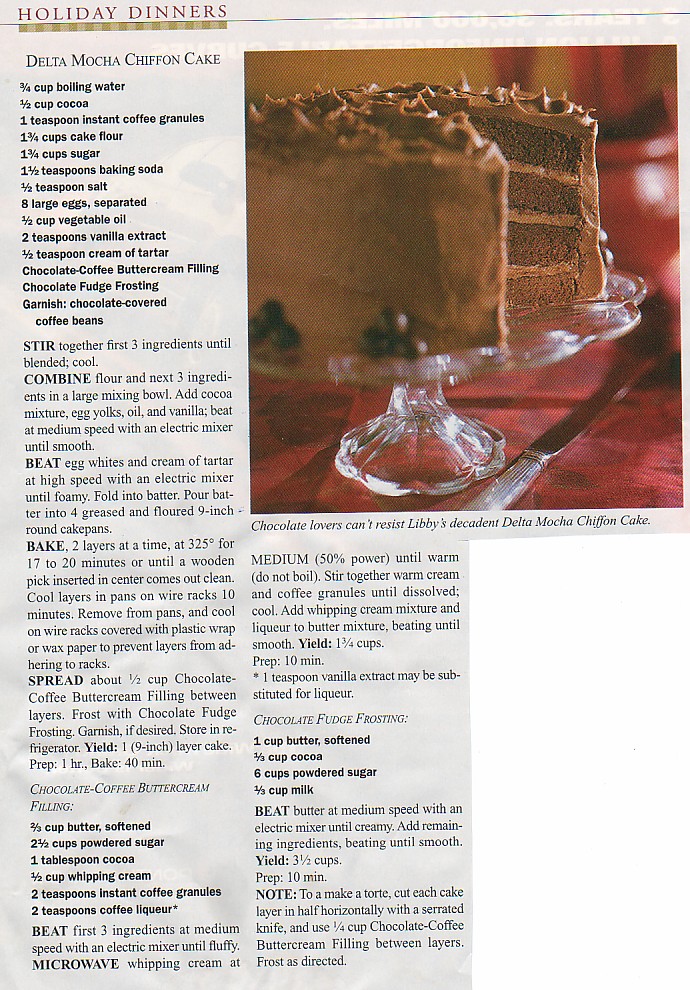 HOLIDAY DINNERS
DELTA MOCHA CHIFFON CAKE
¾ cup boiling water
½ cup cocoa
1 teaspoon instant coffee granules
1¾ cups cake flour
1¾ cups sugar
1½ teaspoons baking soda
½ teaspoon salt
8 large eggs, separated
½ cup vegetable oil
2 teaspoons vanilla extract
½ teaspoon cream of tartar
Chocolate-Coffee Buttercream Filling
Chocolate Fudge Frosting
Garnish: chocolate-covered
coffee beans
STIR together first 3 ingredients until
blended; cool.
COMBINE flour and next 3 ingredi-
ents in a large mixing bowl. Add cocoa
mixture, egg yolks, oil, and vanilla; beat
at medium speed with an electric mixer
until smooth.
BEAT egg whites and cream of tartar
at high speed with an electric mixer
until foamy. Fold into batter. Pour bat-
ter into 4 greased and floured 9-inch
round cakepans.
BAKE, 2 layers at a time, at 325° for
17 to 20 minutes or until a wooden
pick inserted in center comes out clean.
Cool layers in pans on wire racks 10
minutes. Remove from pans, and cool
on wire racks covered with plastic wrap
or wax paper to prevent layers from ad-
hering to racks.
SPREAD about ½ cup Chocolate-
Coffee Buttercream Filling between
layers. Frost with Chocolate Fudge
Frosting. Garnish, if desired. Store in re-
frigerator. Yield: 1 (9-inch) layer cake.
Prep: 1 hr., Bake: 40 min.
CHOCOLATE-COFFEE BUTTERCREAM
FILLING:
⅔ cup butter, softened
2½ cups powdered sugar
1 tablespoon cocoa
½ cup whipping cream
2 teaspoons instant coffee granules
2 teaspoons coffee liqueur*
BEAT first 3 ingredients at medium
speed with an electric mixer until fluffy.
MICROWAVE whipping cream at
Chocolate lovers can't resist Libby's decadent Delta Mocha Chiffon Cake.
MEDIUM (50% power) until warm
(do not boil). Stir together warm cream
and coffee granules until dissolved;
cool. Add whipping cream mixture and
liqueur to butter mixture, beating until
smooth. Yield: 1¾ cups.
Prep: 10 min.
* 1 teaspoon vanilla extract may be sub-
stituted for liqueur.
CHOCOLATE FUDGE FROSTING:
1 cup butter, softened
⅓ cup cocoa
6 cups powdered sugar
⅓ cup milk
BEAT butter at medium speed with an
electric mixer until creamy. Add remain-
ing ingredients, beating until smooth.
Yield: 3½ cups.
Prep: 10 min.
NOTE: To a make a torte, cut each cake
layer in half horizontally with a serrated
knife, and use ¼ cup Chocolate-Coffee
Buttercream Filling between layers.
Frost as directed.